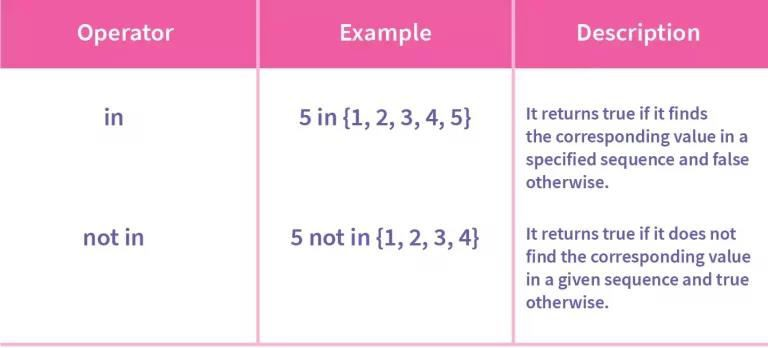 Operator
Example
Description
in
5 in {1, 2, 3, 4, 5}
It returns true if it finds
the corresponding value in a
specified sequence and false
otherwise.
not in
5 not in {1, 2, 3, 4}
It returns true if it does not
find the corresponding value
in a given sequence and true
otherwise.